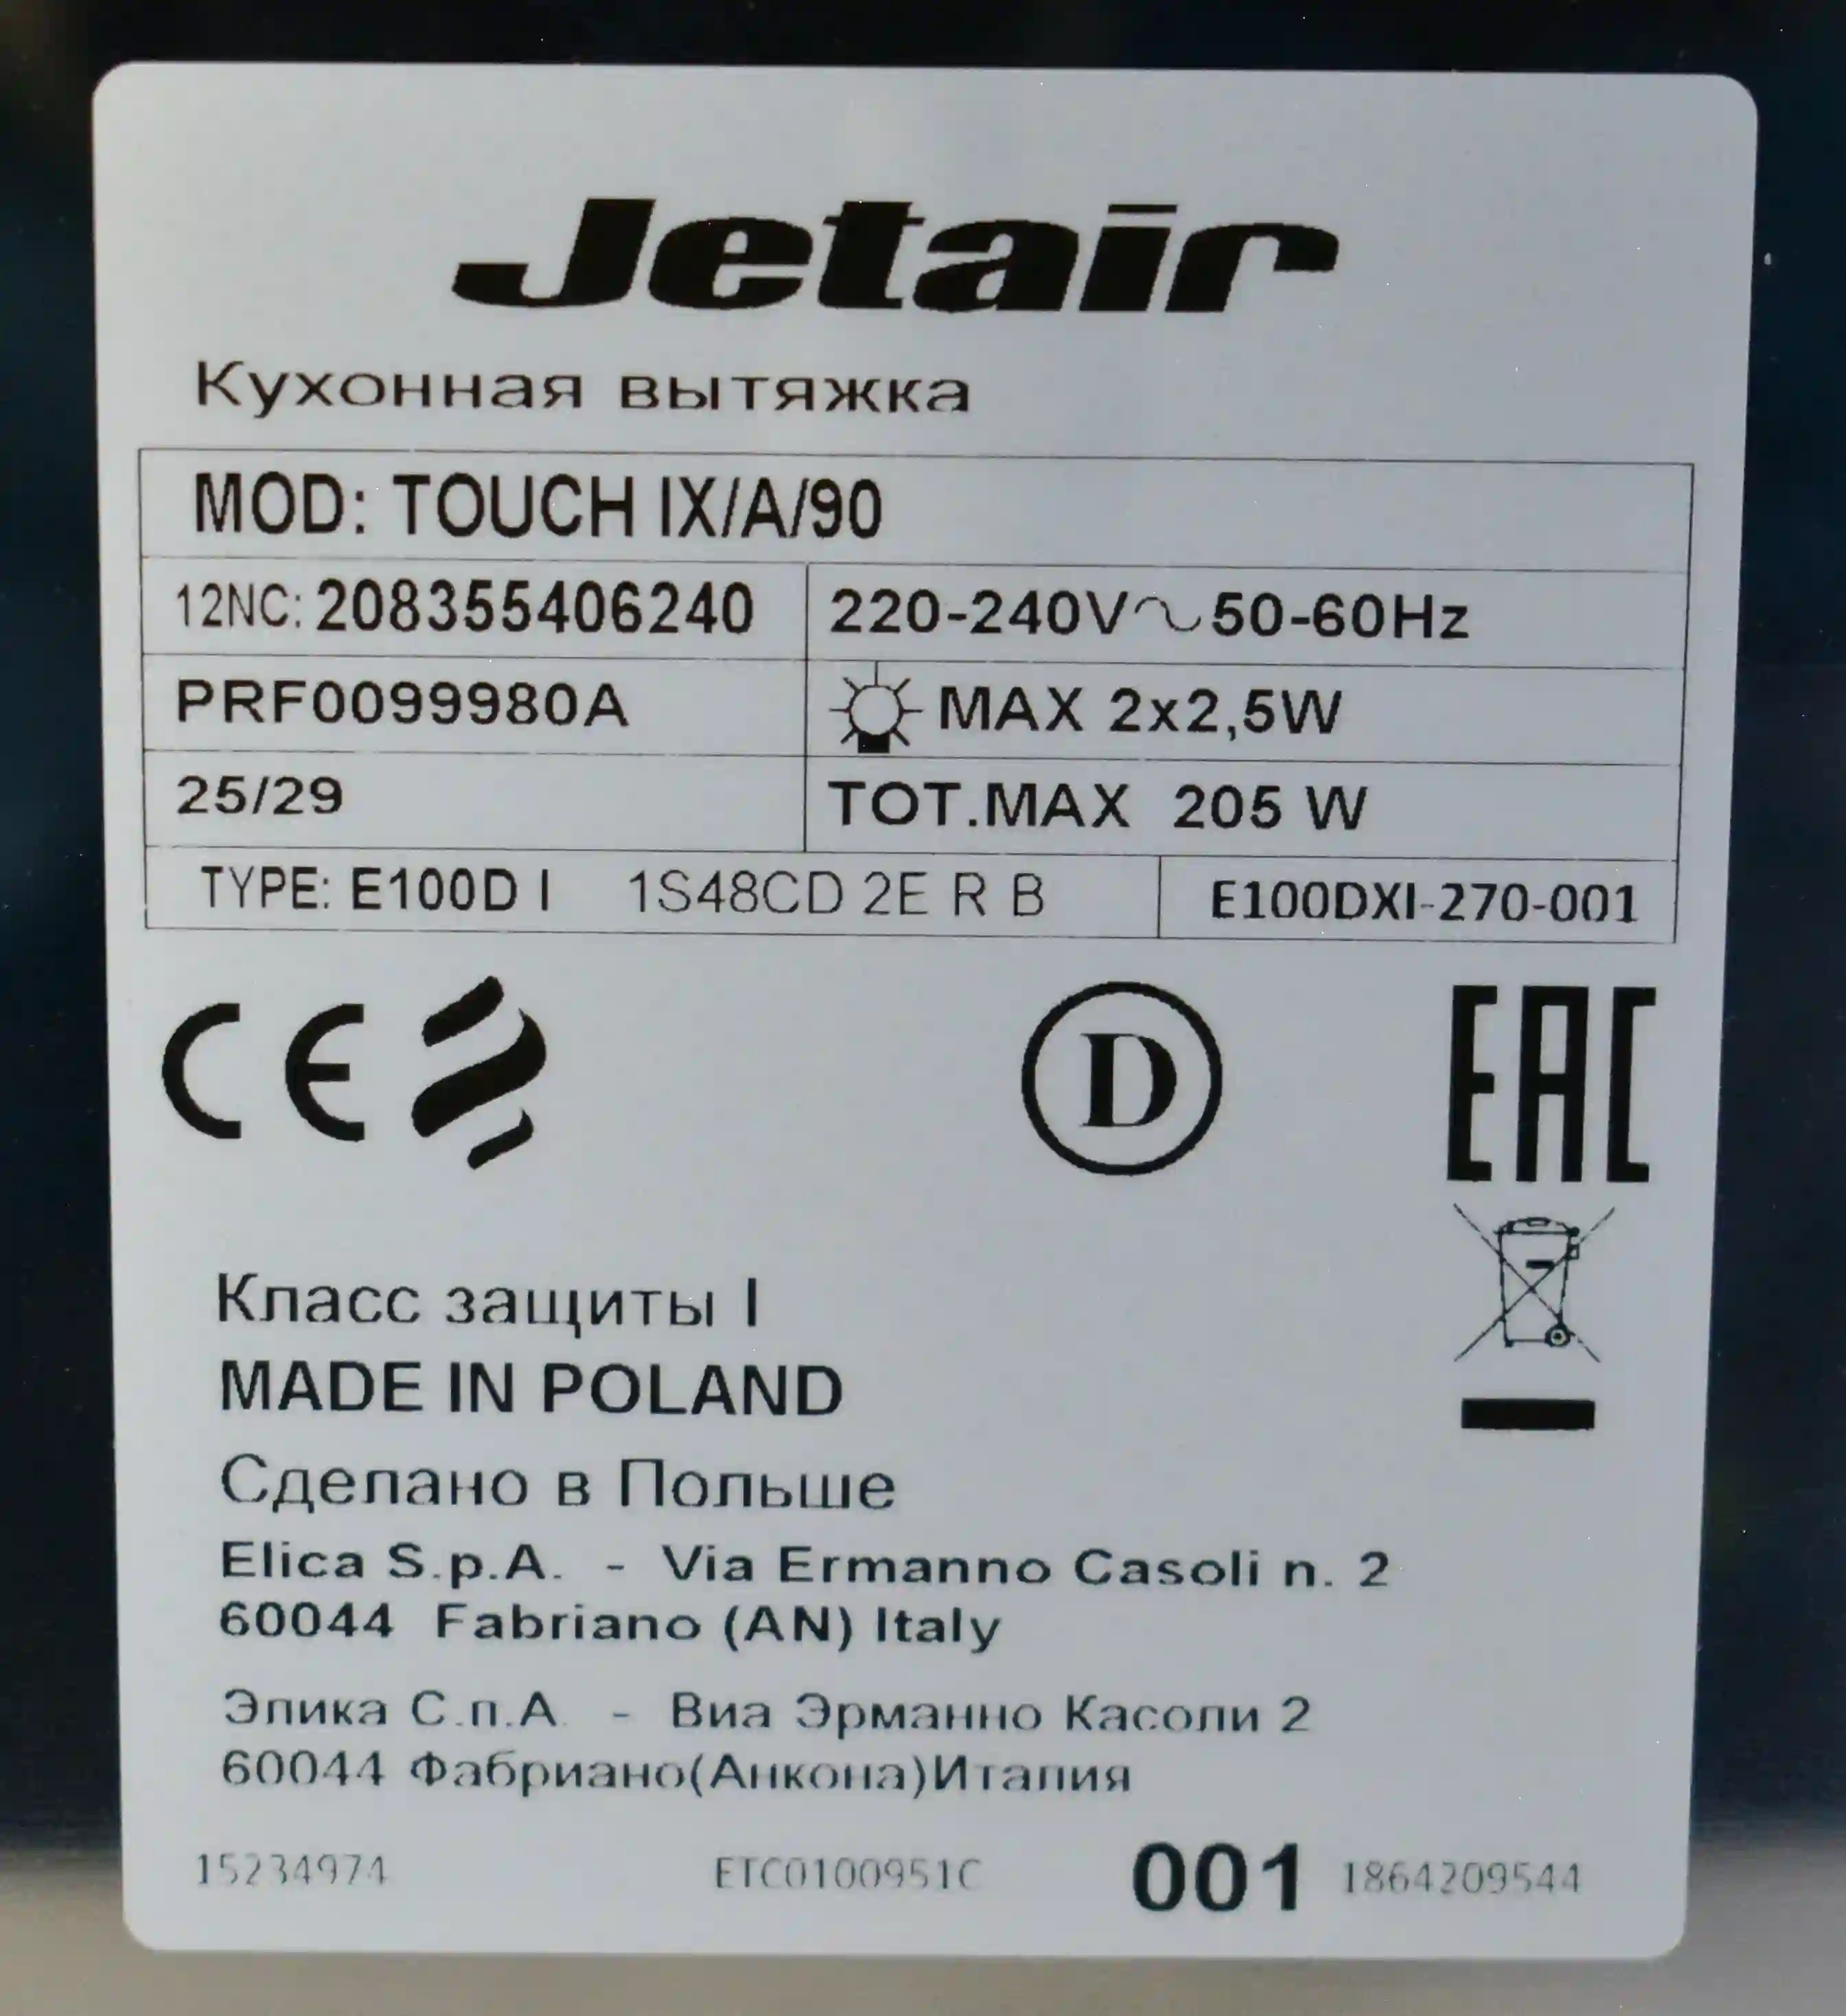 Jetair
Кухонная вытяжка
MOD: TOUCH IX/A/90
12NC: 208355406240 220-240V~50-60Hz
PRF0099980A MAX 2x2,5W
25/29 TOT.MAX 205 W
TYPE: E100D I 1S48CD 2E R B E100DXI-270-001
CE D EAC
Класс защиты I
MADE IN POLAND
Сделано в Польше
Elica S.p.A. - Via Ermanno Casoli n. 2
60044 Fabriano (AN) Italy
Элика С.п.А. - Виа Эрманно Касоли 2
60044 Фабриано(Анкона)Италия
15234974 ETC0100951C 001 1864209544